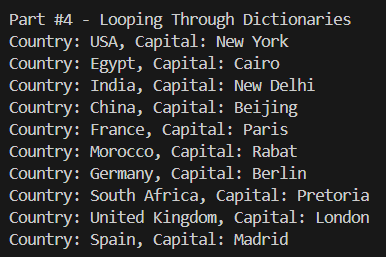 Part #4 - Looping Through Dictionaries
Country: USA, Capital: New York
Country: Egypt, Capital: Cairo
Country: India, Capital: New Delhi
Country: China, Capital: Beijing
Country: France, Capital: Paris
Country: Morocco, Capital: Rabat
Country: Germany, Capital: Berlin
Country: South Africa, Capital: Pretoria
Country: United Kingdom, Capital: London
Country: Spain, Capital: Madrid